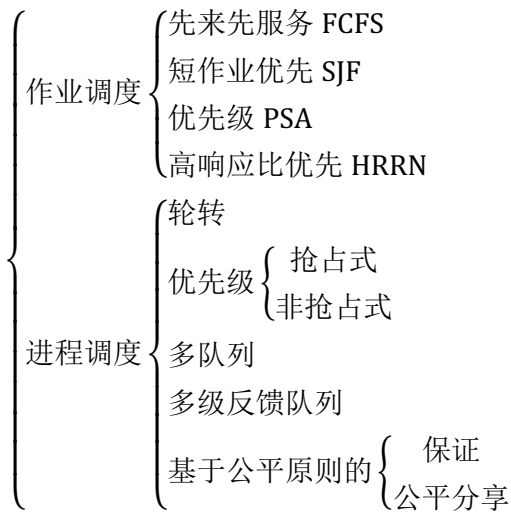 作业调度
先来先服务 FCFS
短作业优先 SJF
优先级 PSA
高响应比优先 HRRN
进程调度
轮转
优先级
抢占式
非抢占式
多队列
多级反馈队列
基于公平原则的
保证
公平分享